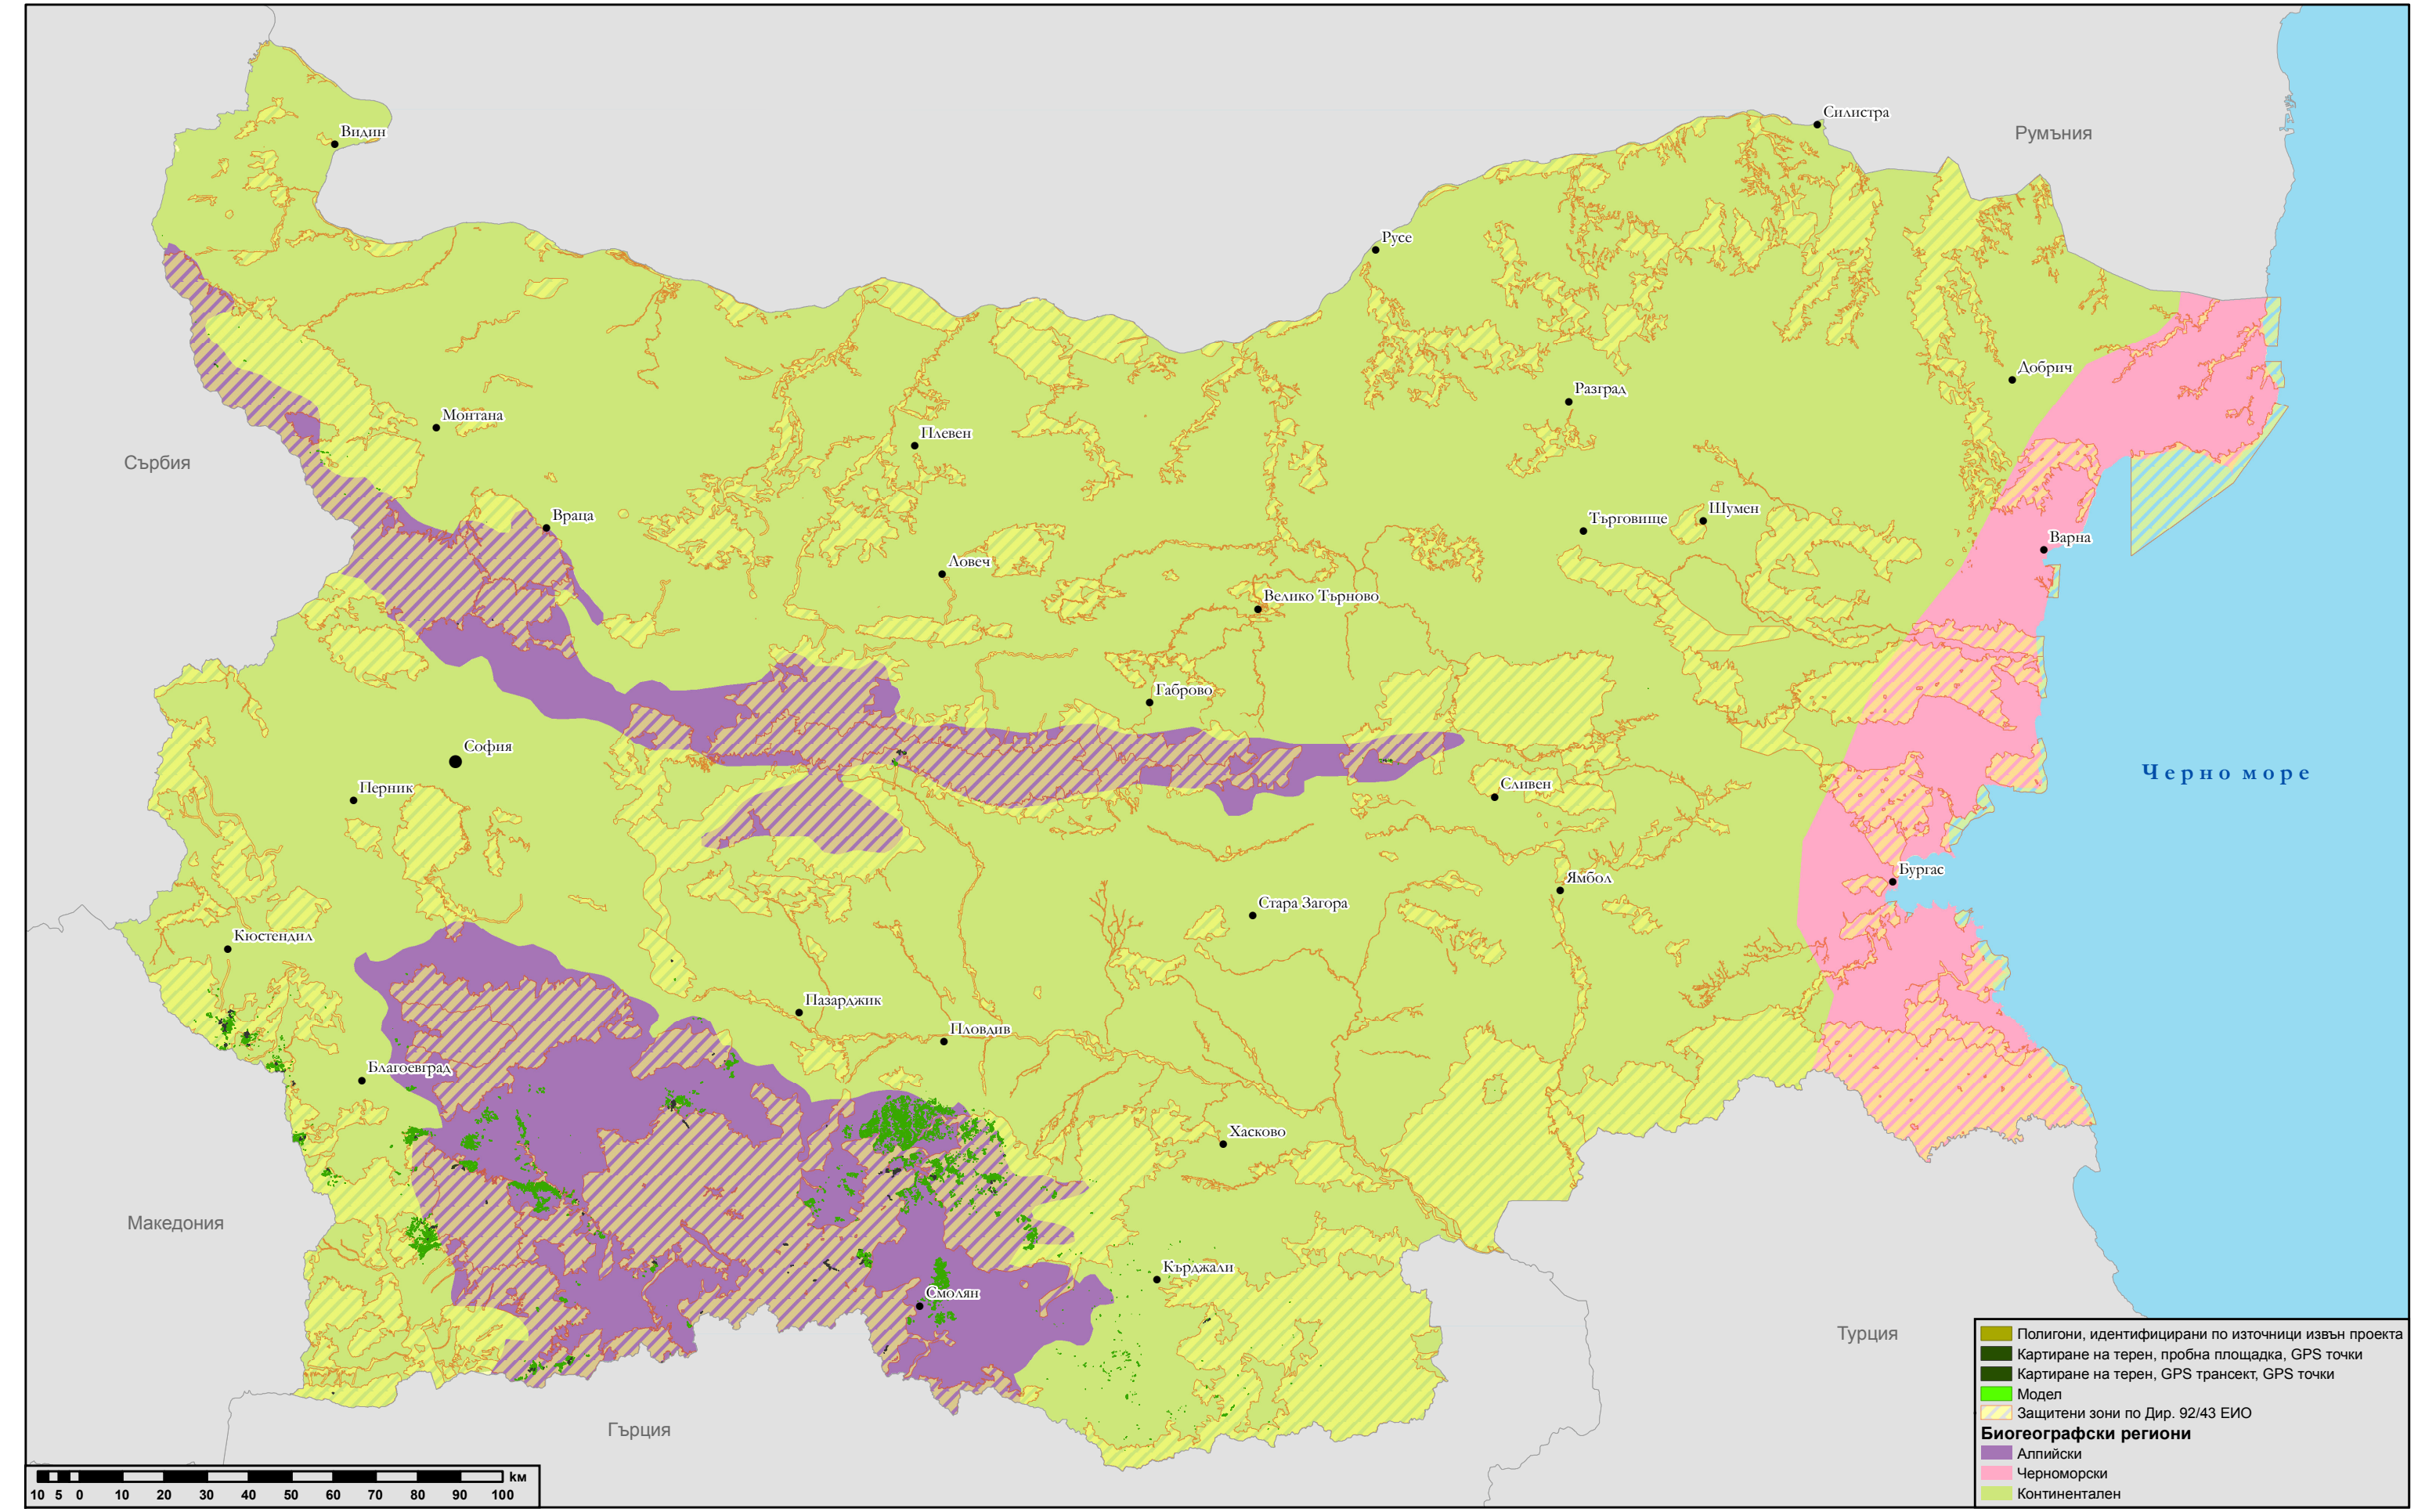 Силистра
Видин
Румъния
Русе
Добрич
Разград
Монтана
Плевен
Сърбия
Шумен
Враца
Търговище
Варна
Ловеч
Велико Търново
Габрово
София
Черно море
Сливен
Перник
Бургас
Ямбол
Стара Загора
Кюстендил
Пазарджик
Пловдив
Благоевград
Хасково
Македония
Кърджали
Смолян
Турция
Гърция
Полигони, идентифицирани по източници извън проекта
Картиране на терен, пробна площадка, GPS точки
Картиране на терен, GPS трансект, GPS точки
Модел
Защитени зони по Дир. 92/43 ЕИО
Биогеографски региони
Алпийски
Черноморски
Континентален
км
10 5 0 10 20 30 40 50 60 70 80 90 100